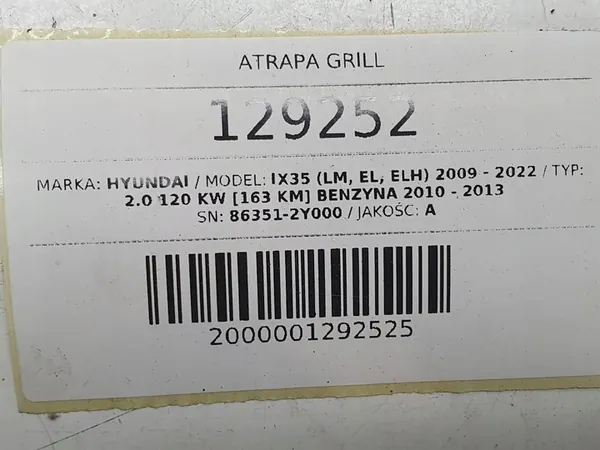 ATRAPA GRILL
129252
MARKA: HYUNDAI / MODEL: IX35 (LM, EL, ELH) 2009 - 2022 / TYP:
2.0 120 KW [163 KM] BENZYNA 2010 - 2013
SN: 86351-2Y000 / JAKOŚĆ: A
2000001292525